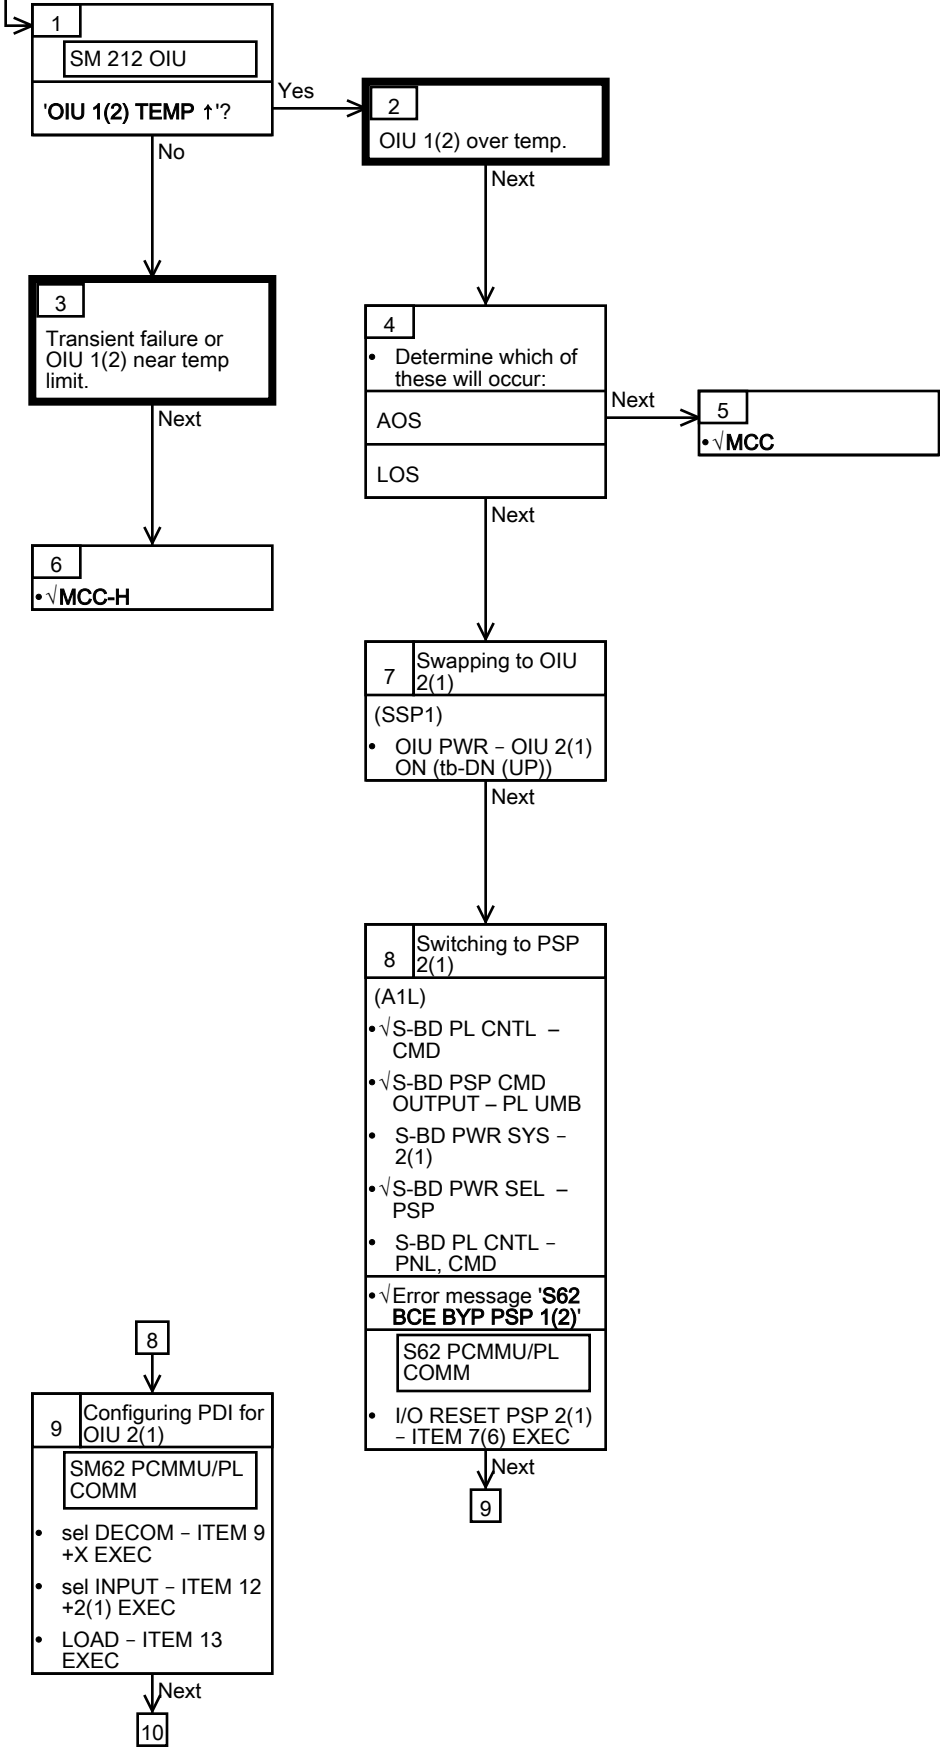 1
SM 212 OIU
'OIU 1(2) TEMP ↑'?
Yes
No
2
OIU 1(2) over temp.
Next
3
Transient failure or
OIU 1(2) near temp
limit.
Next
4
• Determine which of
these will occur:
AOS
LOS
Next
Next
5
• √MCC
6
• √MCC-H
7
Swapping to OIU
2(1)
(SSP1)
• OIU PWR – OIU 2(1)
ON (tb-DN (UP))
Next
8
Switching to PSP
2(1)
(A1L)
• √S-BD PL CNTL –
CMD
• √S-BD PSP CMD
OUTPUT – PL UMB
• S-BD PWR SYS –
2(1)
• √S-BD PWR SEL –
PSP
• S-BD PL CNTL –
PNL, CMD
• √Error message 'S62
BCE BYP PSP 1(2)'
S62 PCMMU/PL
COMM
• I/O RESET PSP 2(1)
– ITEM 7(6) EXEC
Next
9
8
9
Configuring PDI for
OIU 2(1)
SM62 PCMMU/PL
COMM
• sel DECOM – ITEM 9
+X EXEC
• sel INPUT – ITEM 12
+2(1) EXEC
• LOAD – ITEM 13
EXEC
Next
10